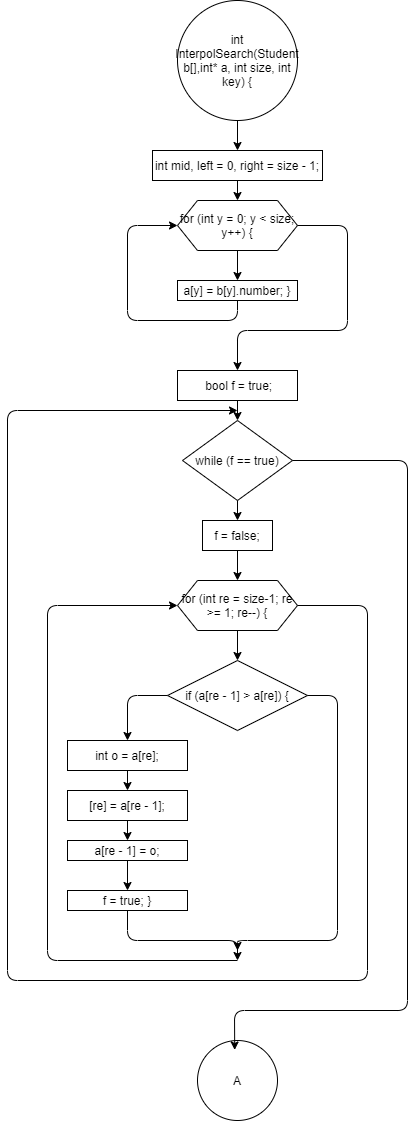 int
InterpolSearch(Student
b[],int* a, int size, int
key) {
int mid, left = 0, right = size - 1;
for (int y = 0; y < size;
y++) {
a[y] = b[y].number; }
bool f = true;
while (f == true)
f = false;
for (int re = size-1; re
>= 1; re--) {
if (a[re - 1] > a[re]) {
int o = a[re];
[re] = a[re - 1];
a[re - 1] = o;
f = true; }
A